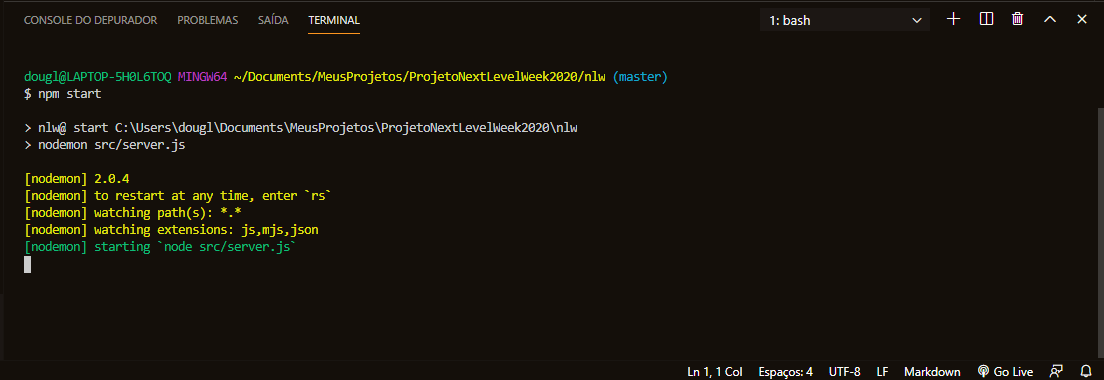 CONSOLE DO DEPURADOR PROBLEMAS SAÍDA TERMINAL 1: bash
dougl@LAPTOP-5H0L6TOQ MINGW64 ~/Documents/MeusProjetos/ProjetoNextLevelWeek2020/nlw (master)
$ npm start
> nlw@ start C:\Users\dougl\Documents\MeusProjetos\ProjetoNextLevelWeek2020\nlw
> nodemon src/server.js
[nodemon] 2.0.4
[nodemon] to restart at any time, enter `rs`
[nodemon] watching path(s): *.*
[nodemon] watching extensions: js,mjs,json
[nodemon] starting `node src/server.js`
Ln 1, 1 Col Espaços: 4 UTF-8 LF Markdown Go Live